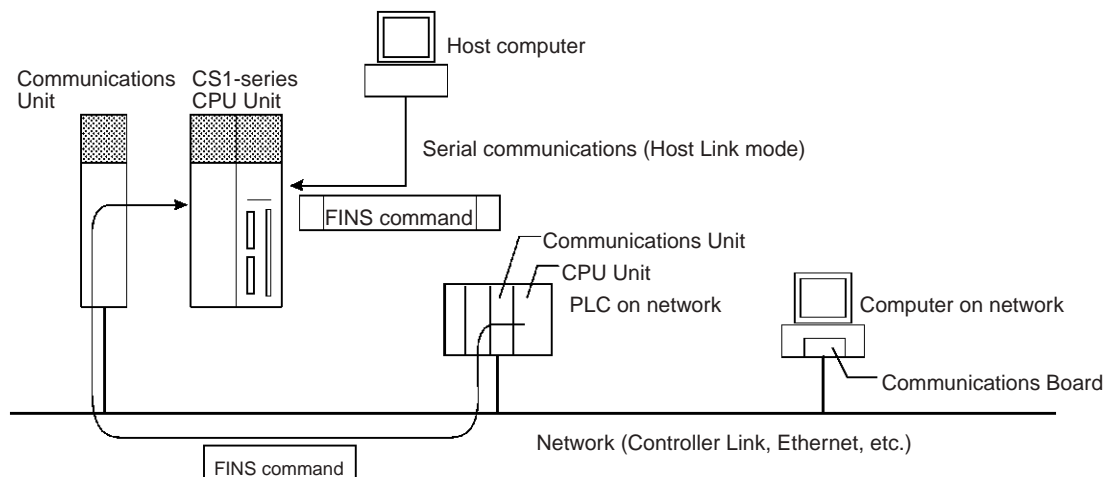 Host computer
Communications
Unit
CS1-series
CPU Unit
Serial communications (Host Link mode)
FINS command
Communications Unit
CPU Unit
PLC on network
Computer on network
Communications Board
Network (Controller Link, Ethernet, etc.)
FINS command